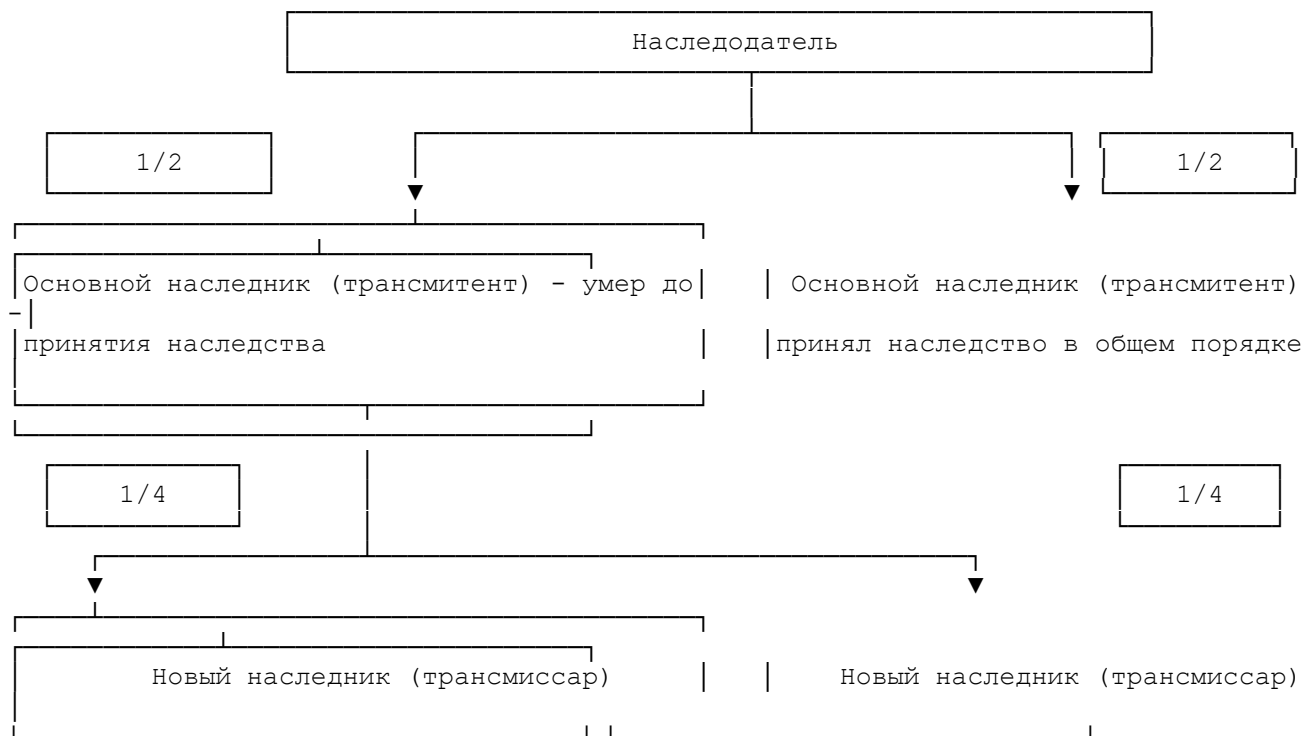 Наследодатель
1/2 1/2
Основной наследник (трансмитент) - умер до Основной наследник (трансмитент)
-
принятия наследства принял наследство в общем порядке
1/4 1/4
Новый наследник (трансмиссар) Новый наследник (трансмиссар)